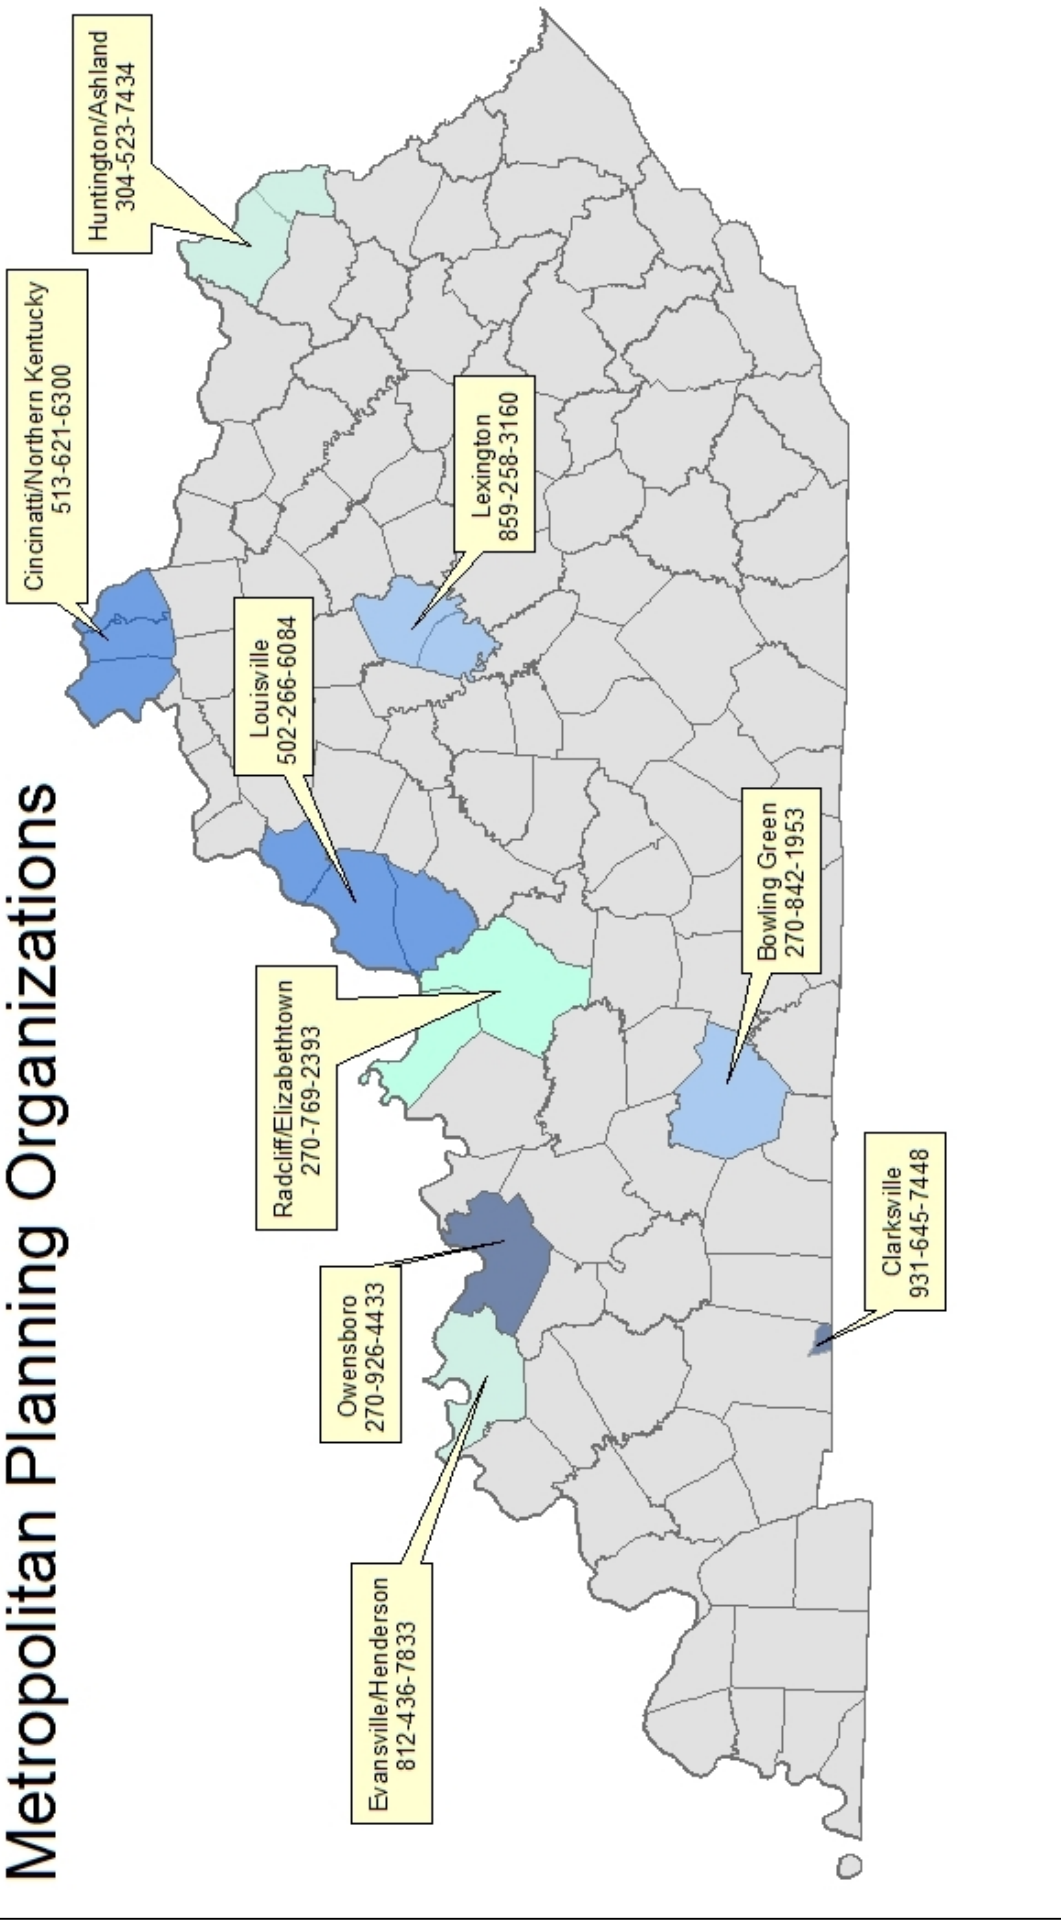 Metropolitan Planning Organizations
Cincinatti/Northern Kentucky
513-621-6300
Huntington/Ashland
304-523-7434
Louisville
502-266-6084
Radcliff/Elizabethtown
270-769-2393
Owensboro
270-926-4433
Evansville/Henderson
812-436-7833
Lexington
859-258-3160
Bowling Green
270-842-1953
Clarksville
931-645-7448